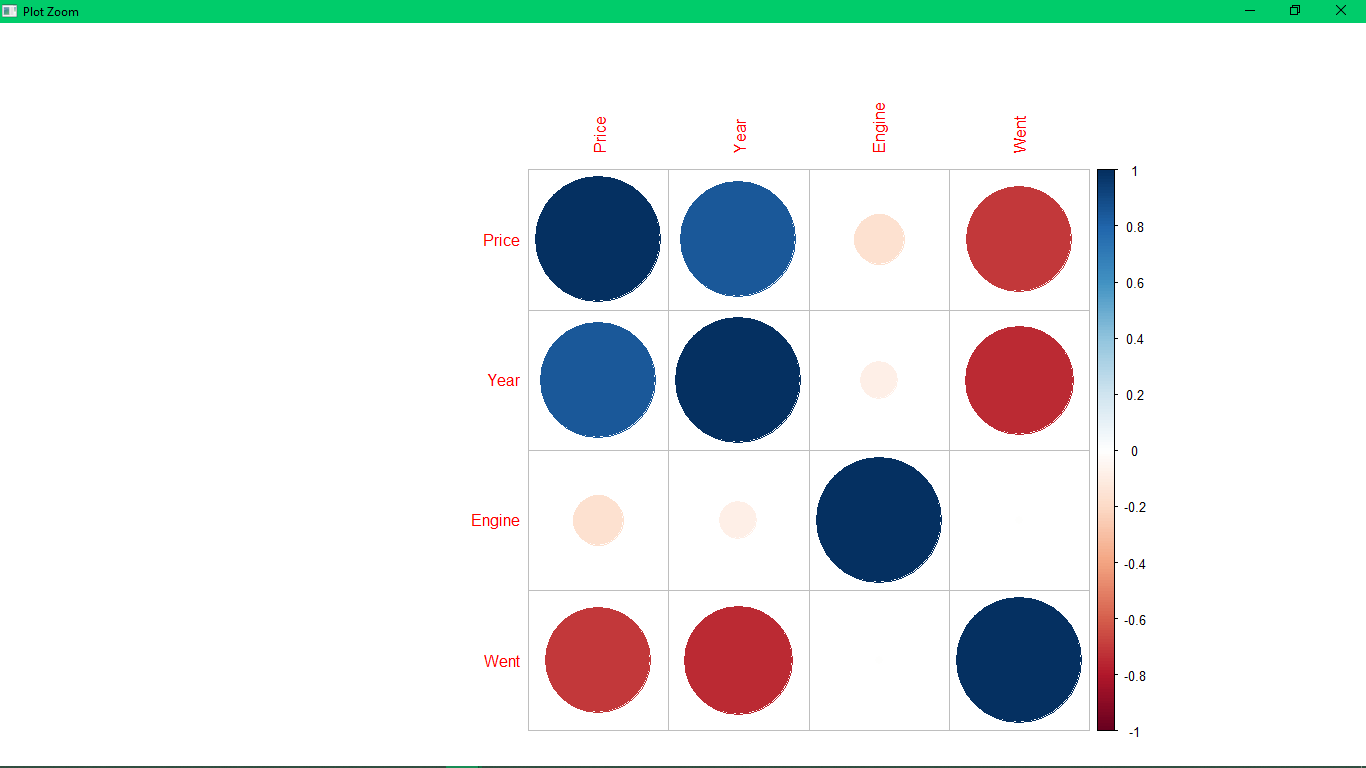 Plot Zoom
Price
Year
Engine
Went
Price
Year
Engine
Went
1
0.8
0.6
0.4
0.2
0
-0.2
-0.4
-0.6
-0.8
-1